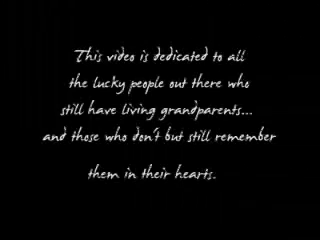 This video is dedicated to all
the lucky people out there who
still have living grandparents...
and those who don't but still remember
them in their hearts.